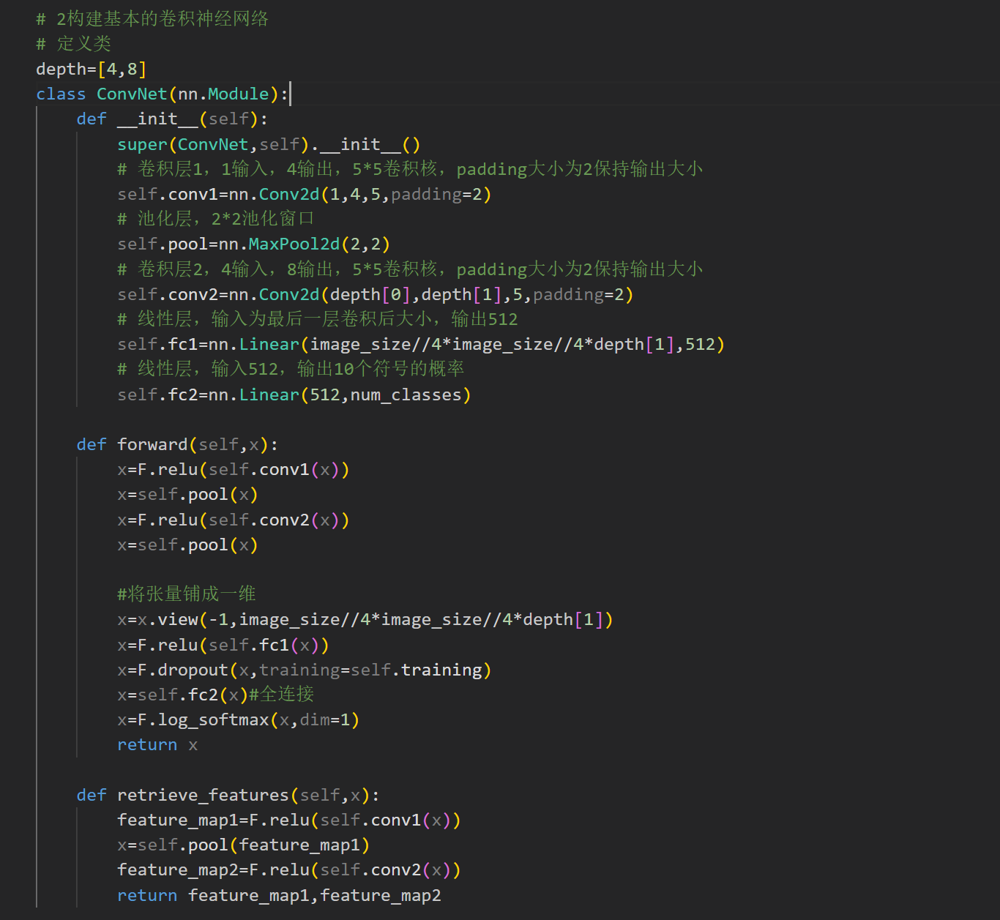 # 2构建基本的卷积神经网络
# 定义类
depth=[4,8]
class ConvNet(nn.Module):
    def __init__(self):
        super(ConvNet,self).__init__()
        # 卷积层1，1输入，4输出，5*5卷积核，padding大小为2保持输出大小
        self.conv1=nn.Conv2d(1,4,5,padding=2)
        # 池化层，2*2池化窗口
        self.pool=nn.MaxPool2d(2,2)
        # 卷积层2，4输入，8输出，5*5卷积核，padding大小为2保持输出大小
        self.conv2=nn.Conv2d(depth[0],depth[1],5,padding=2)
        # 线性层，输入为最后一层卷积后大小，输出512
        self.fc1=nn.Linear(image_size//4*image_size//4*depth[1],512)
        # 线性层，输入512，输出10个符号的概率
        self.fc2=nn.Linear(512,num_classes)

    def forward(self,x):
        x=F.relu(self.conv1(x))
        x=self.pool(x)
        x=F.relu(self.conv2(x))
        x=self.pool(x)

        #将张量铺成一维
        x=x.view(-1,image_size//4*image_size//4*depth[1])
        x=F.relu(self.fc1(x))
        x=F.dropout(x,training=self.training)
        x=self.fc2(x)#全连接
        x=F.log_softmax(x,dim=1)
        return x

    def retrieve_features(self,x):
        feature_map1=F.relu(self.conv1(x))
        x=self.pool(feature_map1)
        feature_map2=F.relu(self.conv2(x))
        return feature_map1,feature_map2